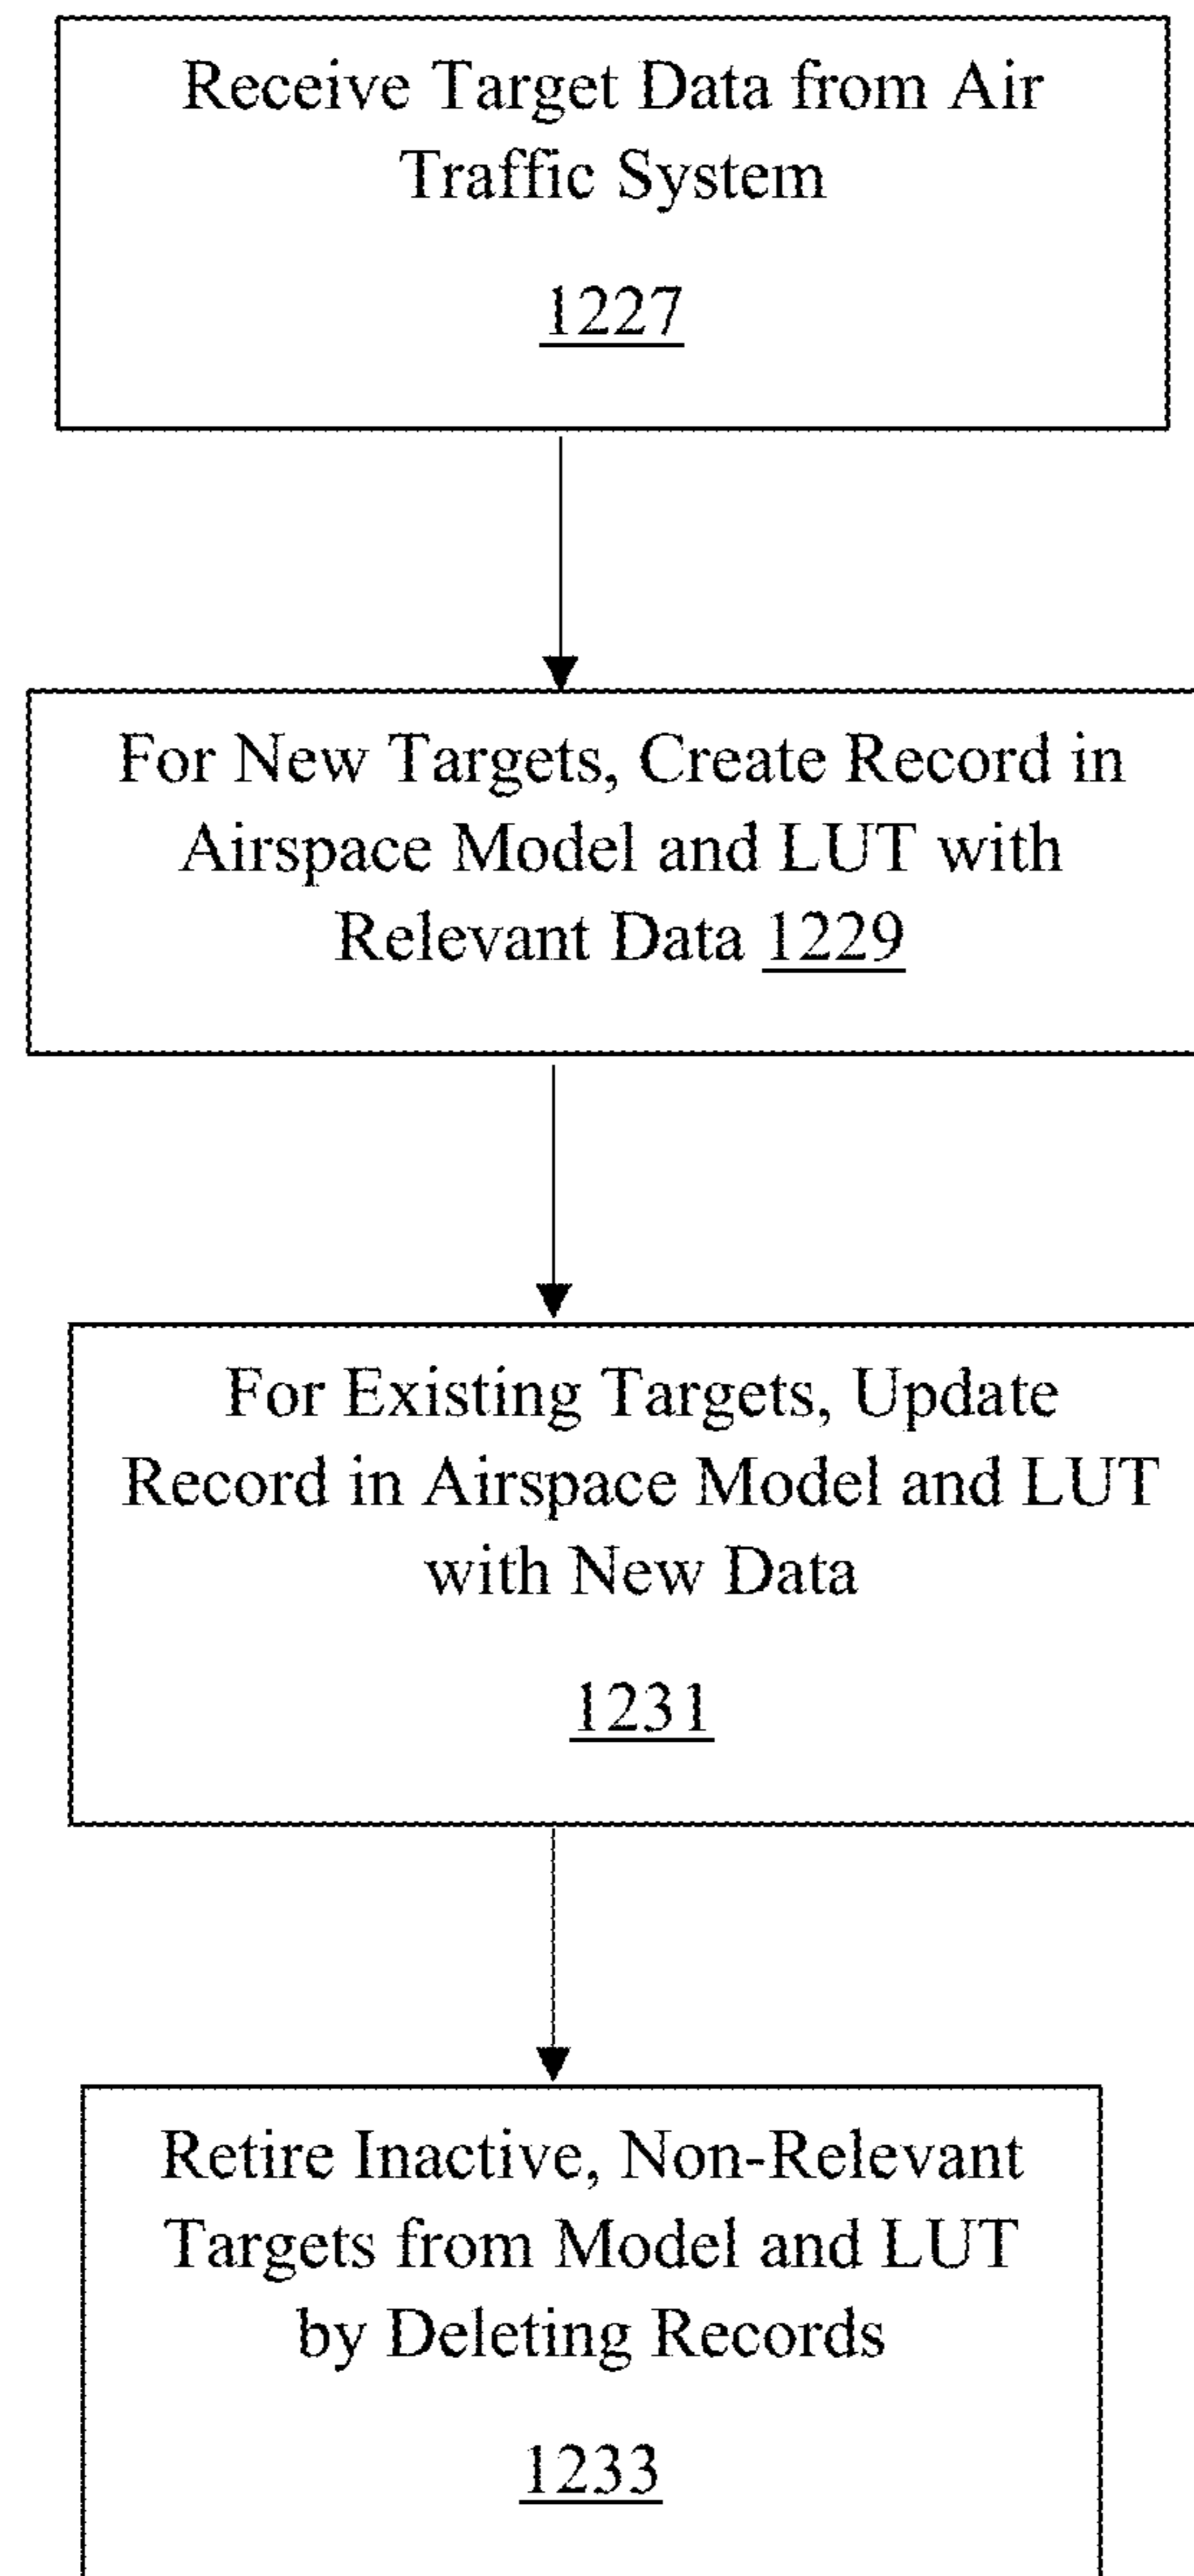 Receive Target Data from Air
Traffic System
1227
For New Targets, Create Record in
Airspace Model and LUT with
Relevant Data 1229
For Existing Targets, Update
Record in Airspace Model and LUT
with New Data
1231
Retire Inactive, Non-Relevant
Targets from Model and LUT
by Deleting Records
1233